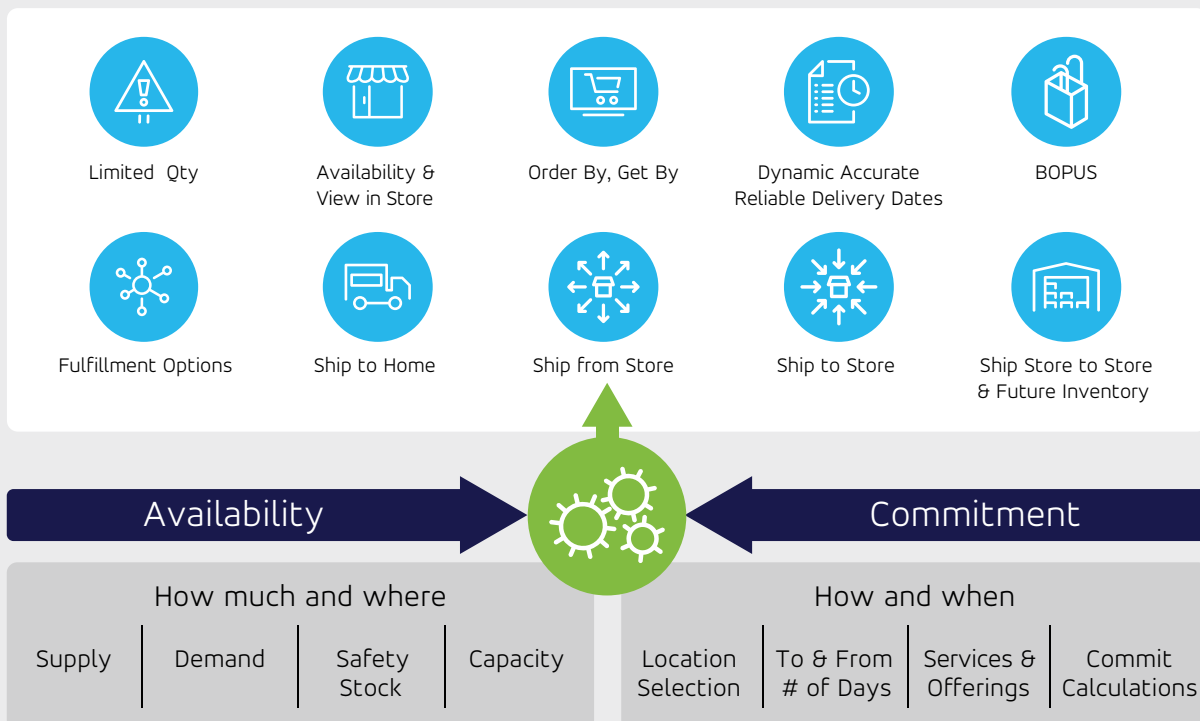 Limited Qty
Availability &
View in Store
Order By, Get By
Dynamic Accurate
Reliable Delivery Dates
BOPUS
Fulfillment Options
Ship to Home
Ship from Store
Ship to Store
Ship Store to Store
& Future Inventory
Availability
Commitment
How much and where
Supply
Demand
Safety
Stock
Capacity
How and when
Location
Selection
To & From
# of Days
Services &
Offerings
Commit
Calculations